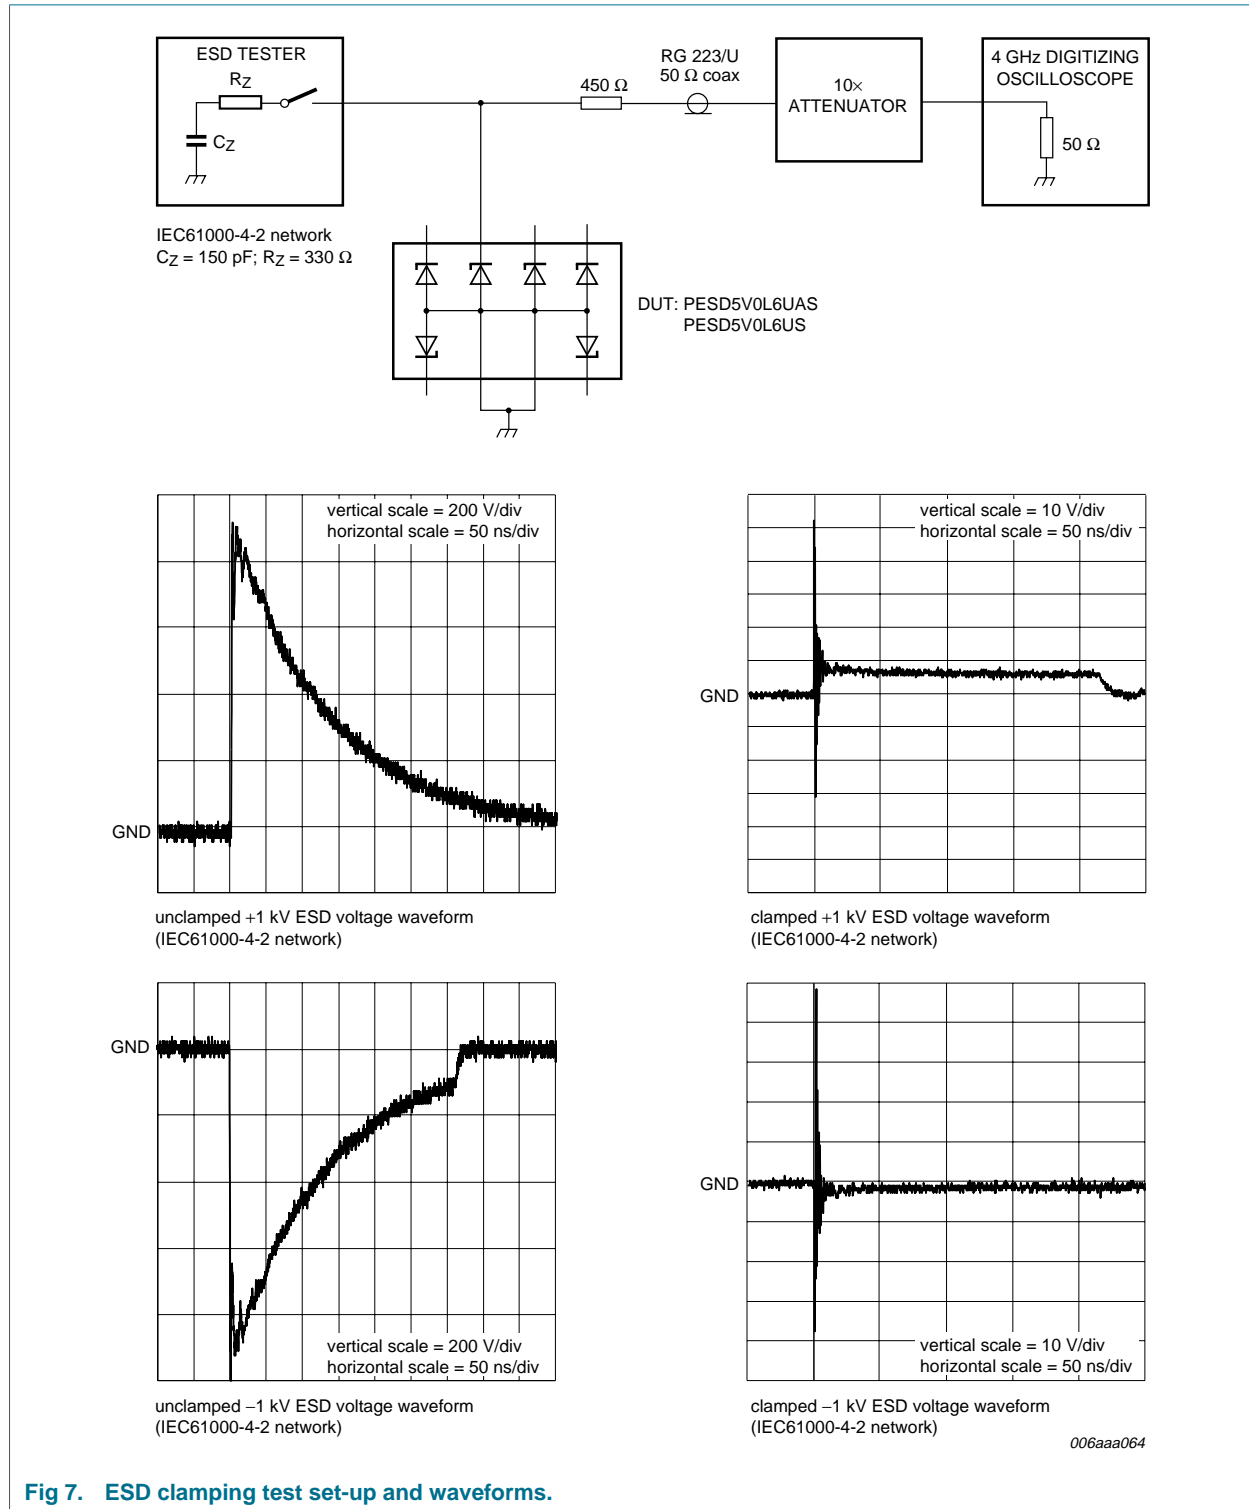 ESD TESTER
RZ
CZ
IEC61000-4-2 network
CZ = 150 pF; RZ = 330 Ω
450 Ω
RG 223/U
50 Ω coax
10×
ATTENUATOR
4 GHz DIGITIZING
OSCILLOSCOPE
50 Ω
DUT: PESD5V0L6UAS
PESD5V0L6US
vertical scale = 200 V/div
horizontal scale = 50 ns/div
GND
unclamped +1 kV ESD voltage waveform
(IEC61000-4-2 network)
vertical scale = 10 V/div
horizontal scale = 50 ns/div
GND
clamped +1 kV ESD voltage waveform
(IEC61000-4-2 network)
GND
vertical scale = 200 V/div
horizontal scale = 50 ns/div
unclamped −1 kV ESD voltage waveform
(IEC61000-4-2 network)
GND
vertical scale = 10 V/div
horizontal scale = 50 ns/div
clamped −1 kV ESD voltage waveform
(IEC61000-4-2 network)
006aaa064
Fig 7. ESD clamping test set-up and waveforms.